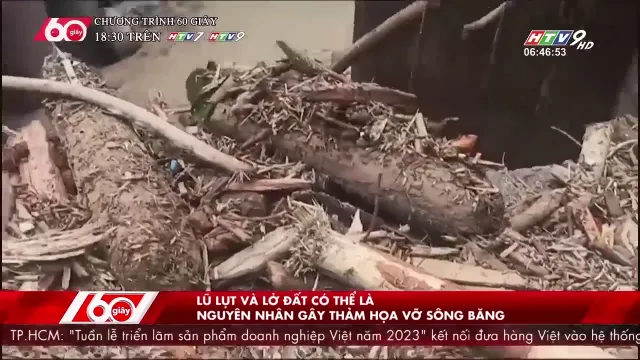 60 giây
CHƯƠNG TRÌNH 60 GIÂY
18:30 TRÊN HTV7 HTV9
HTV9 HD
06:46:53
60 giây
LŨ LỤT VÀ LỞ ĐẤT CÓ THỂ LÀ
NGUYÊN NHÂN GÂY THẢM HỌA VỠ SÔNG BĂNG
TP.HCM: "Tuần lễ triển lãm sản phẩm doanh nghiệp Việt năm 2023" kết nối đưa hàng Việt vào hệ thống